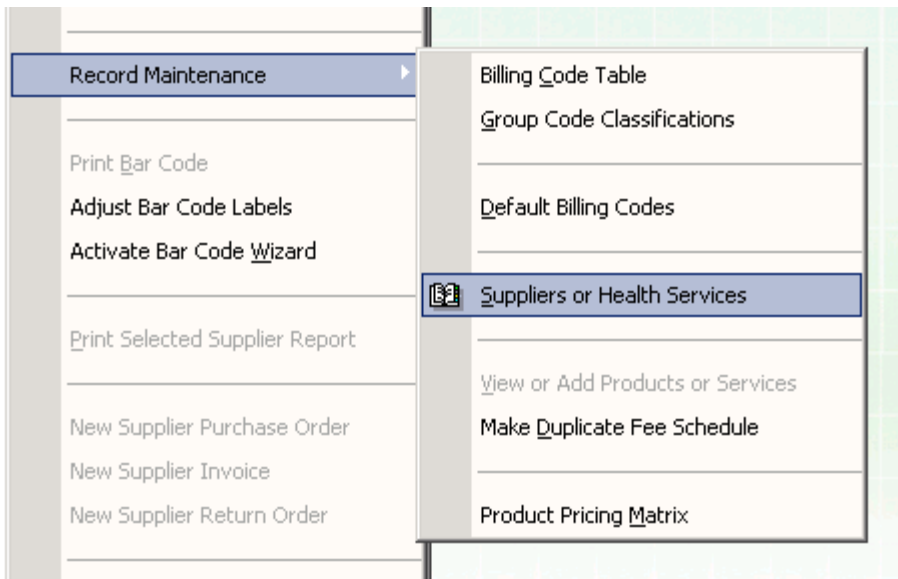 Record Maintenance
Print Bar Code
Adjust Bar Code Labels
Activate Bar Code Wizard
Print Selected Supplier Report
New Supplier Purchase Order
New Supplier Invoice
New Supplier Return Order
Billing Code Table
Group Code Classifications
Default Billing Codes
Suppliers or Health Services
View or Add Products or Services
Make Duplicate Fee Schedule
Product Pricing Matrix